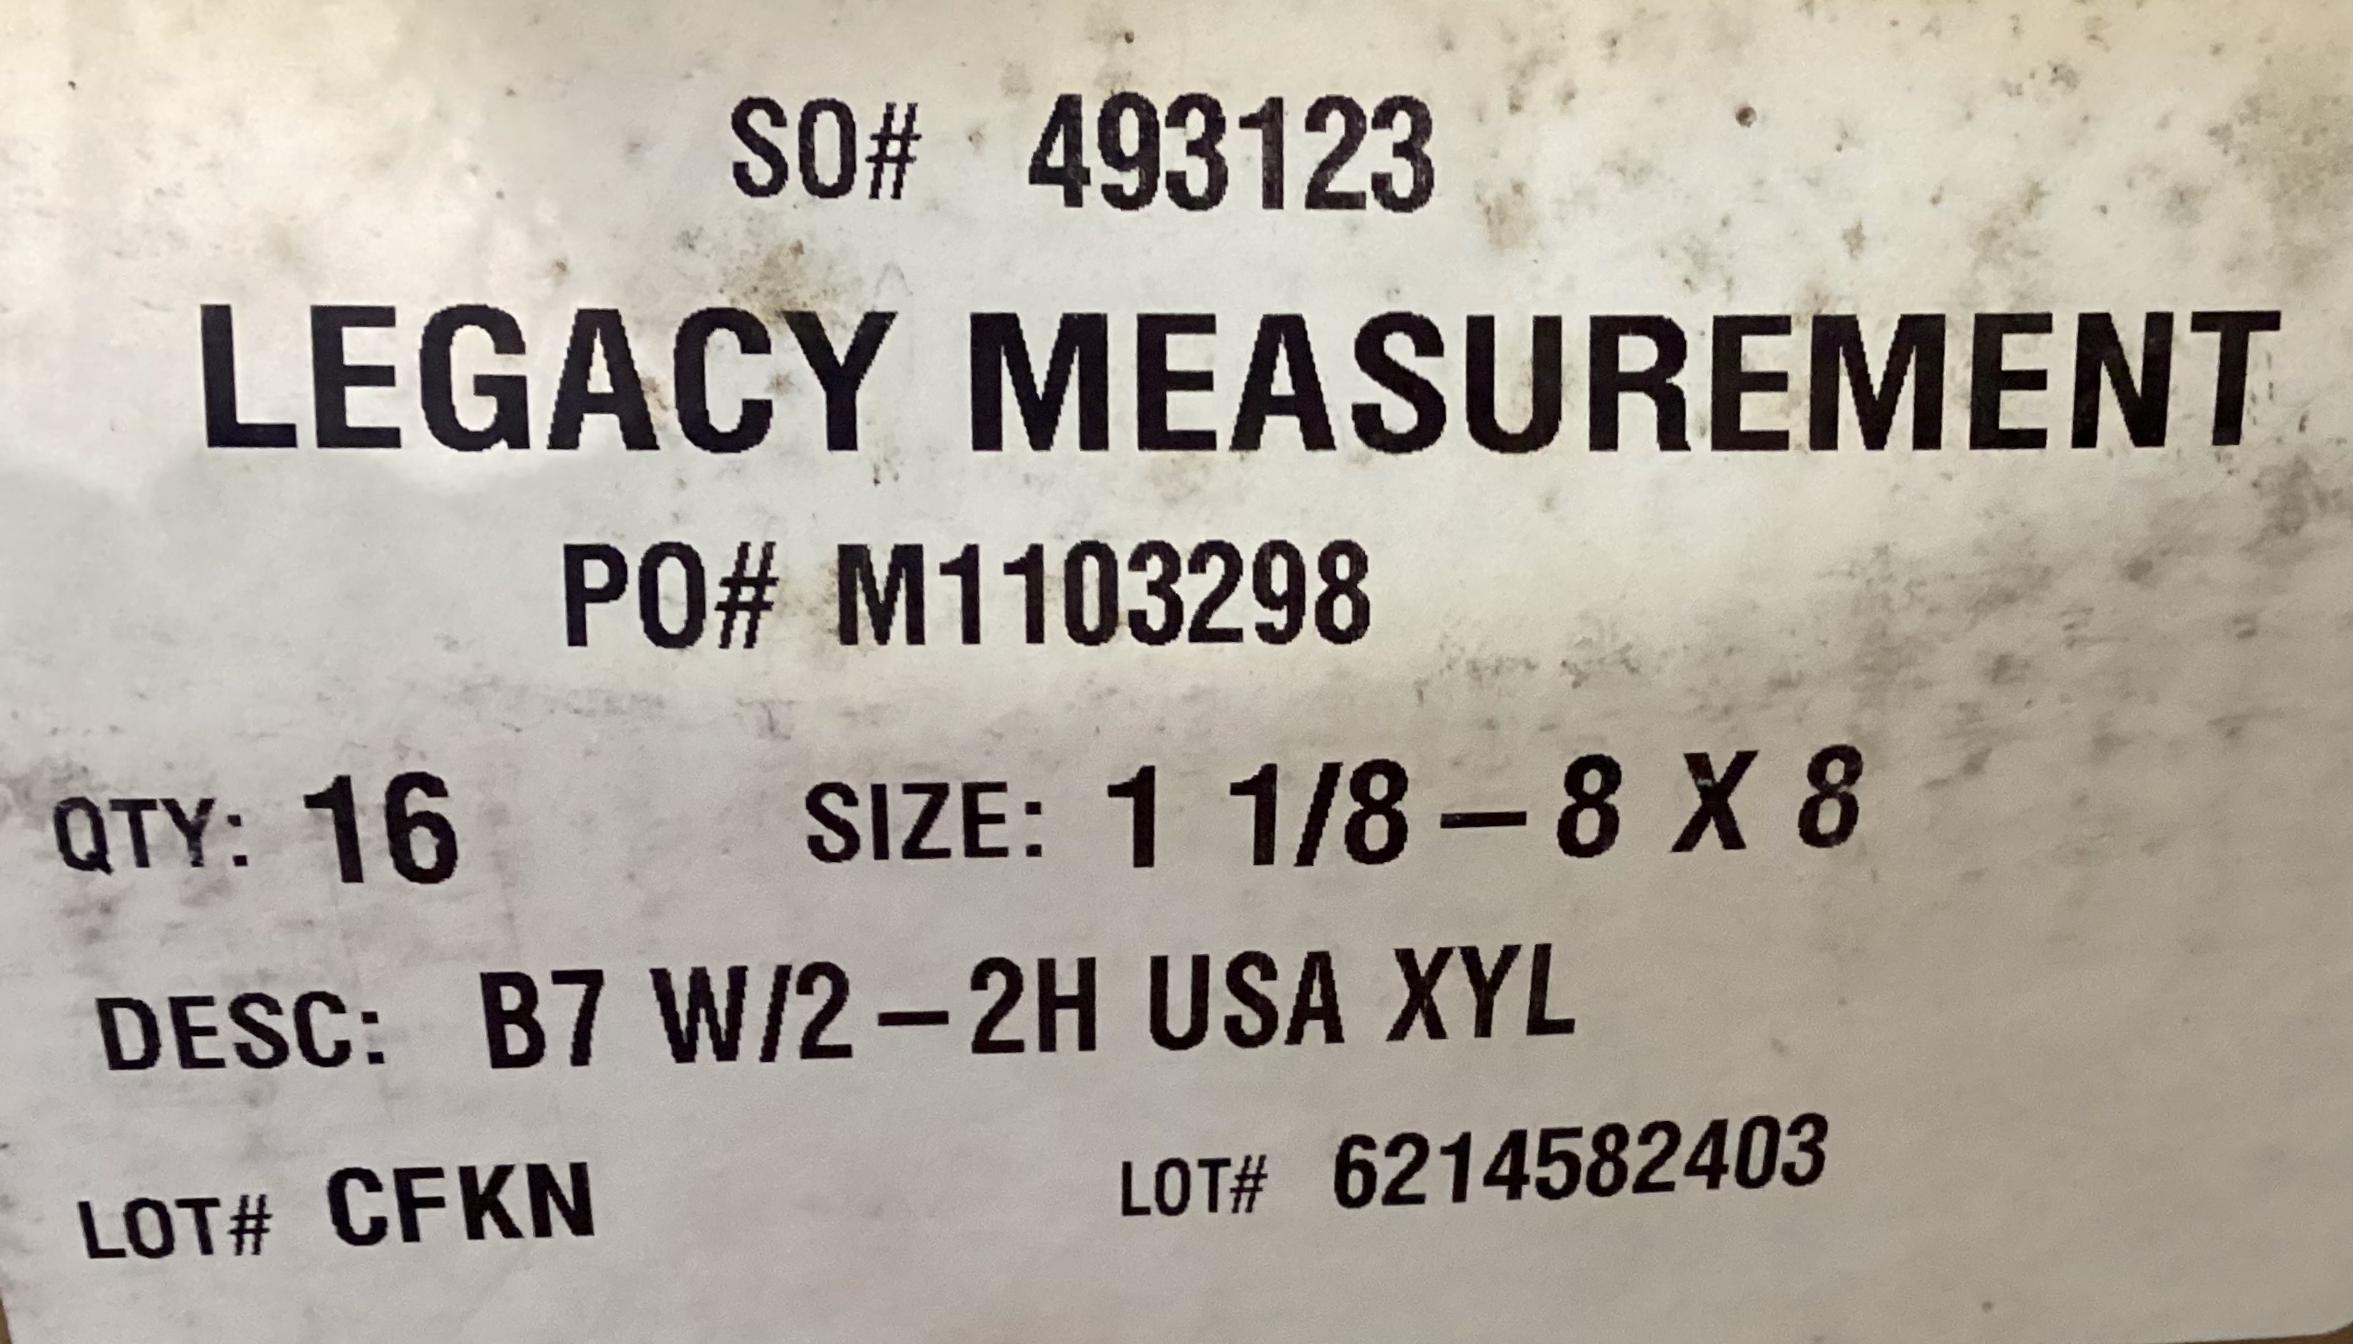 SO# 493123
LEGACY MEASUREMENT
PO# M1103298
QTY: 16 SIZE: 1 1/8-8 X 8
DESC: B7 W/2-2H USA XYL
LOT# CFKN LOT# 6214582403